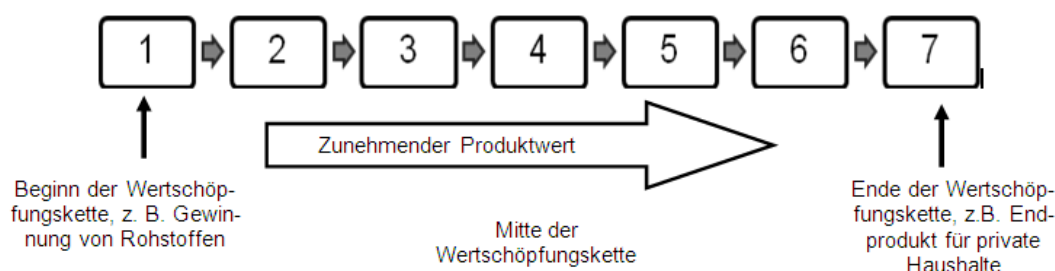 1 2 3 4 5 6 7
Zunehmender Produktwert
Beginn der Wertschöp-
fungskette, z. B. Gewin-
nung von Rohstoffen
Mitte der
Wertschöpfungskette
Ende der Wertschöp-
fungskette, z.B. End-
produkt für private
Haushalte